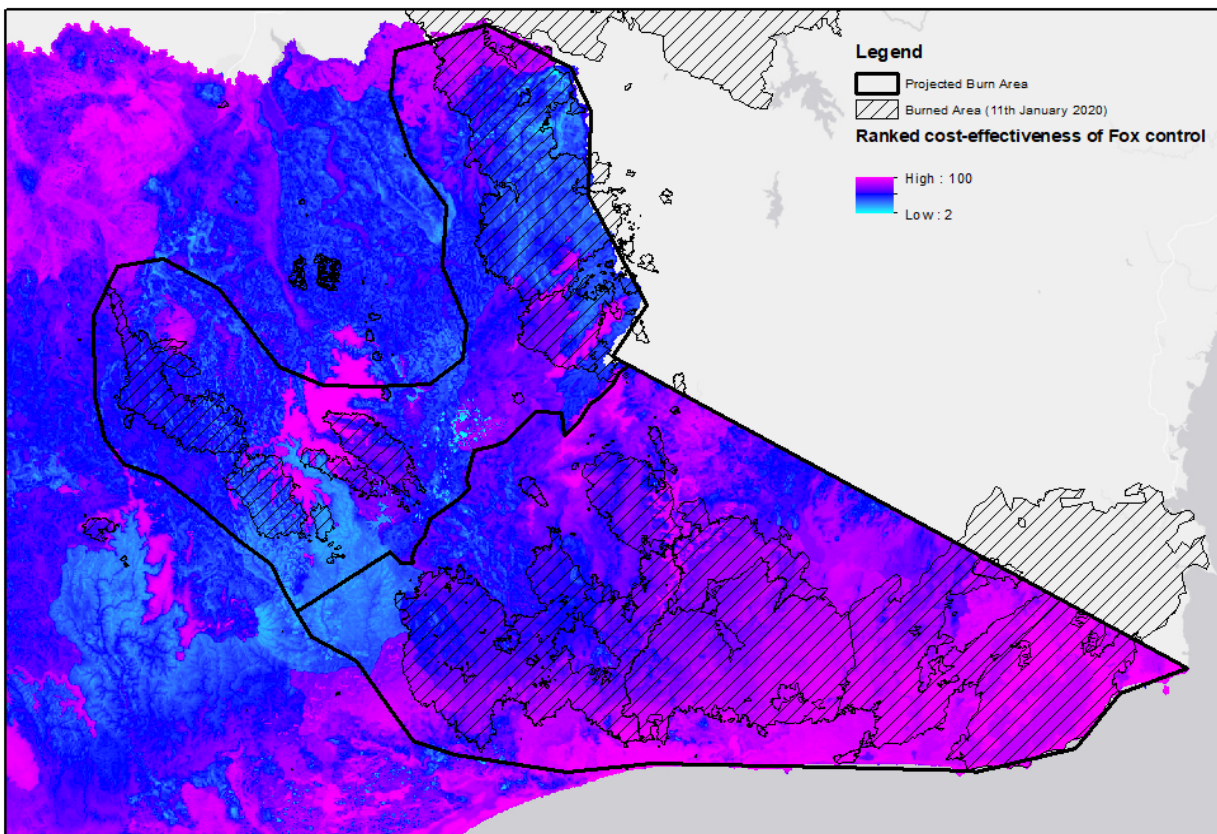 Legend
Projected Burn Area
Burned Area (11th January 2020)
Ranked cost-effectiveness of Fox control
High : 100
Low : 2